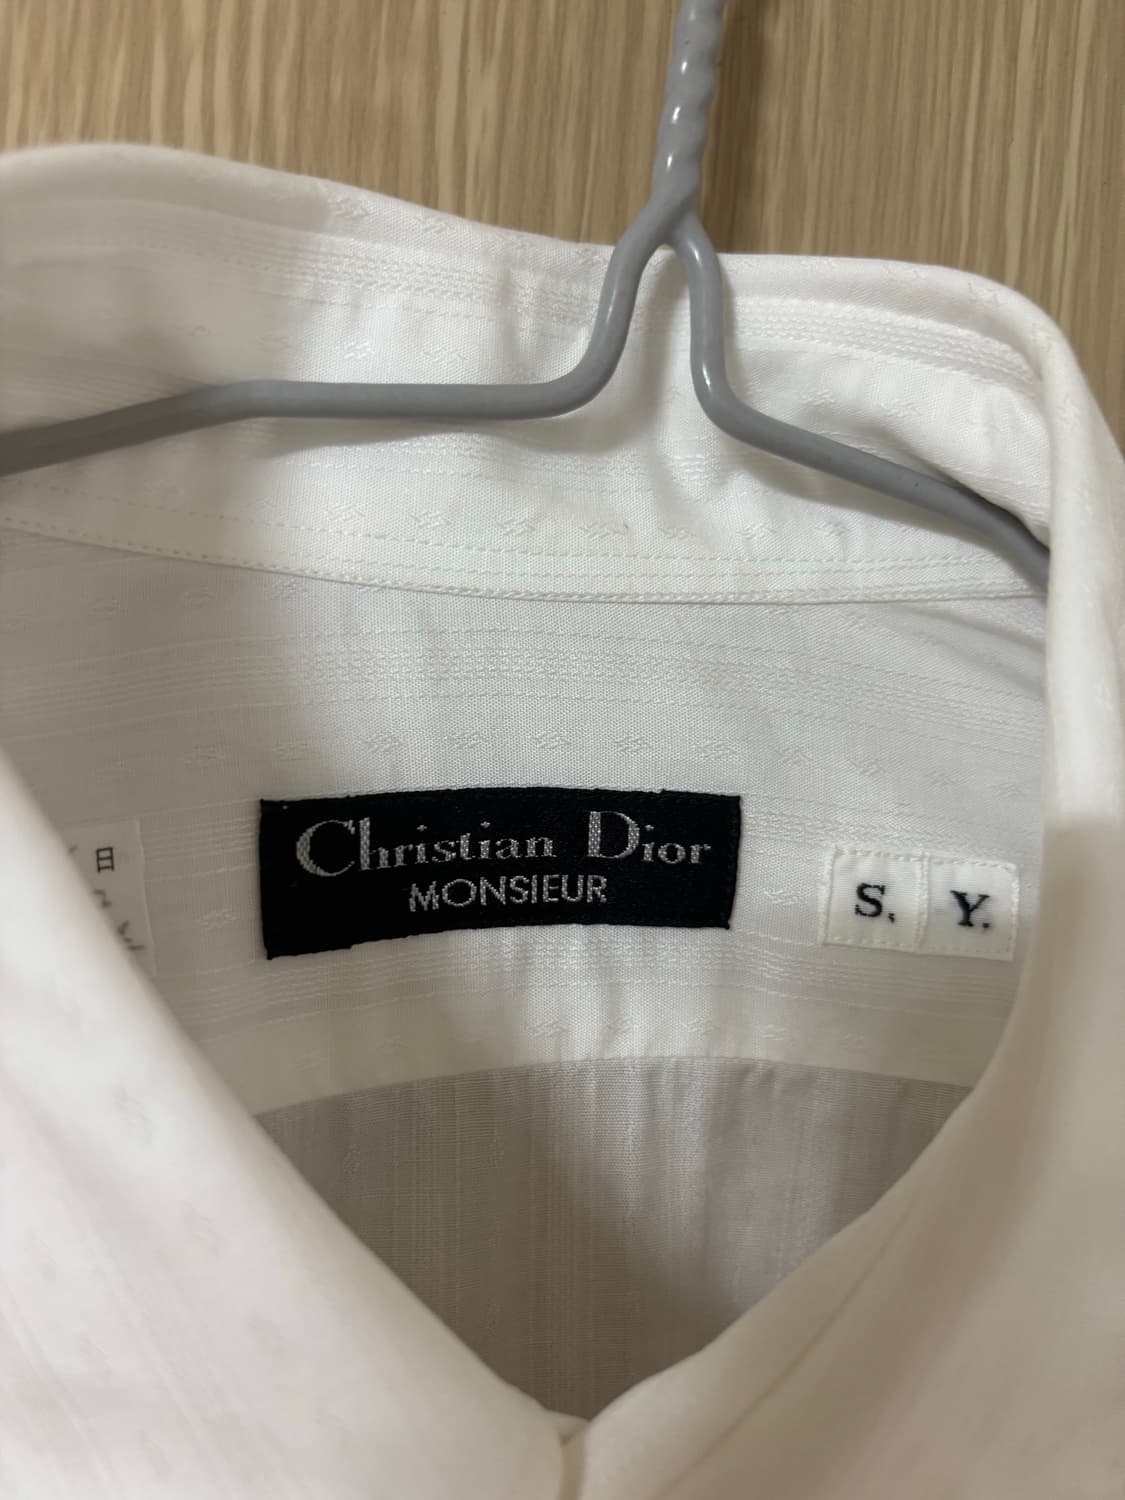 Christian Dior
MONSIEUR
S. Y.
日